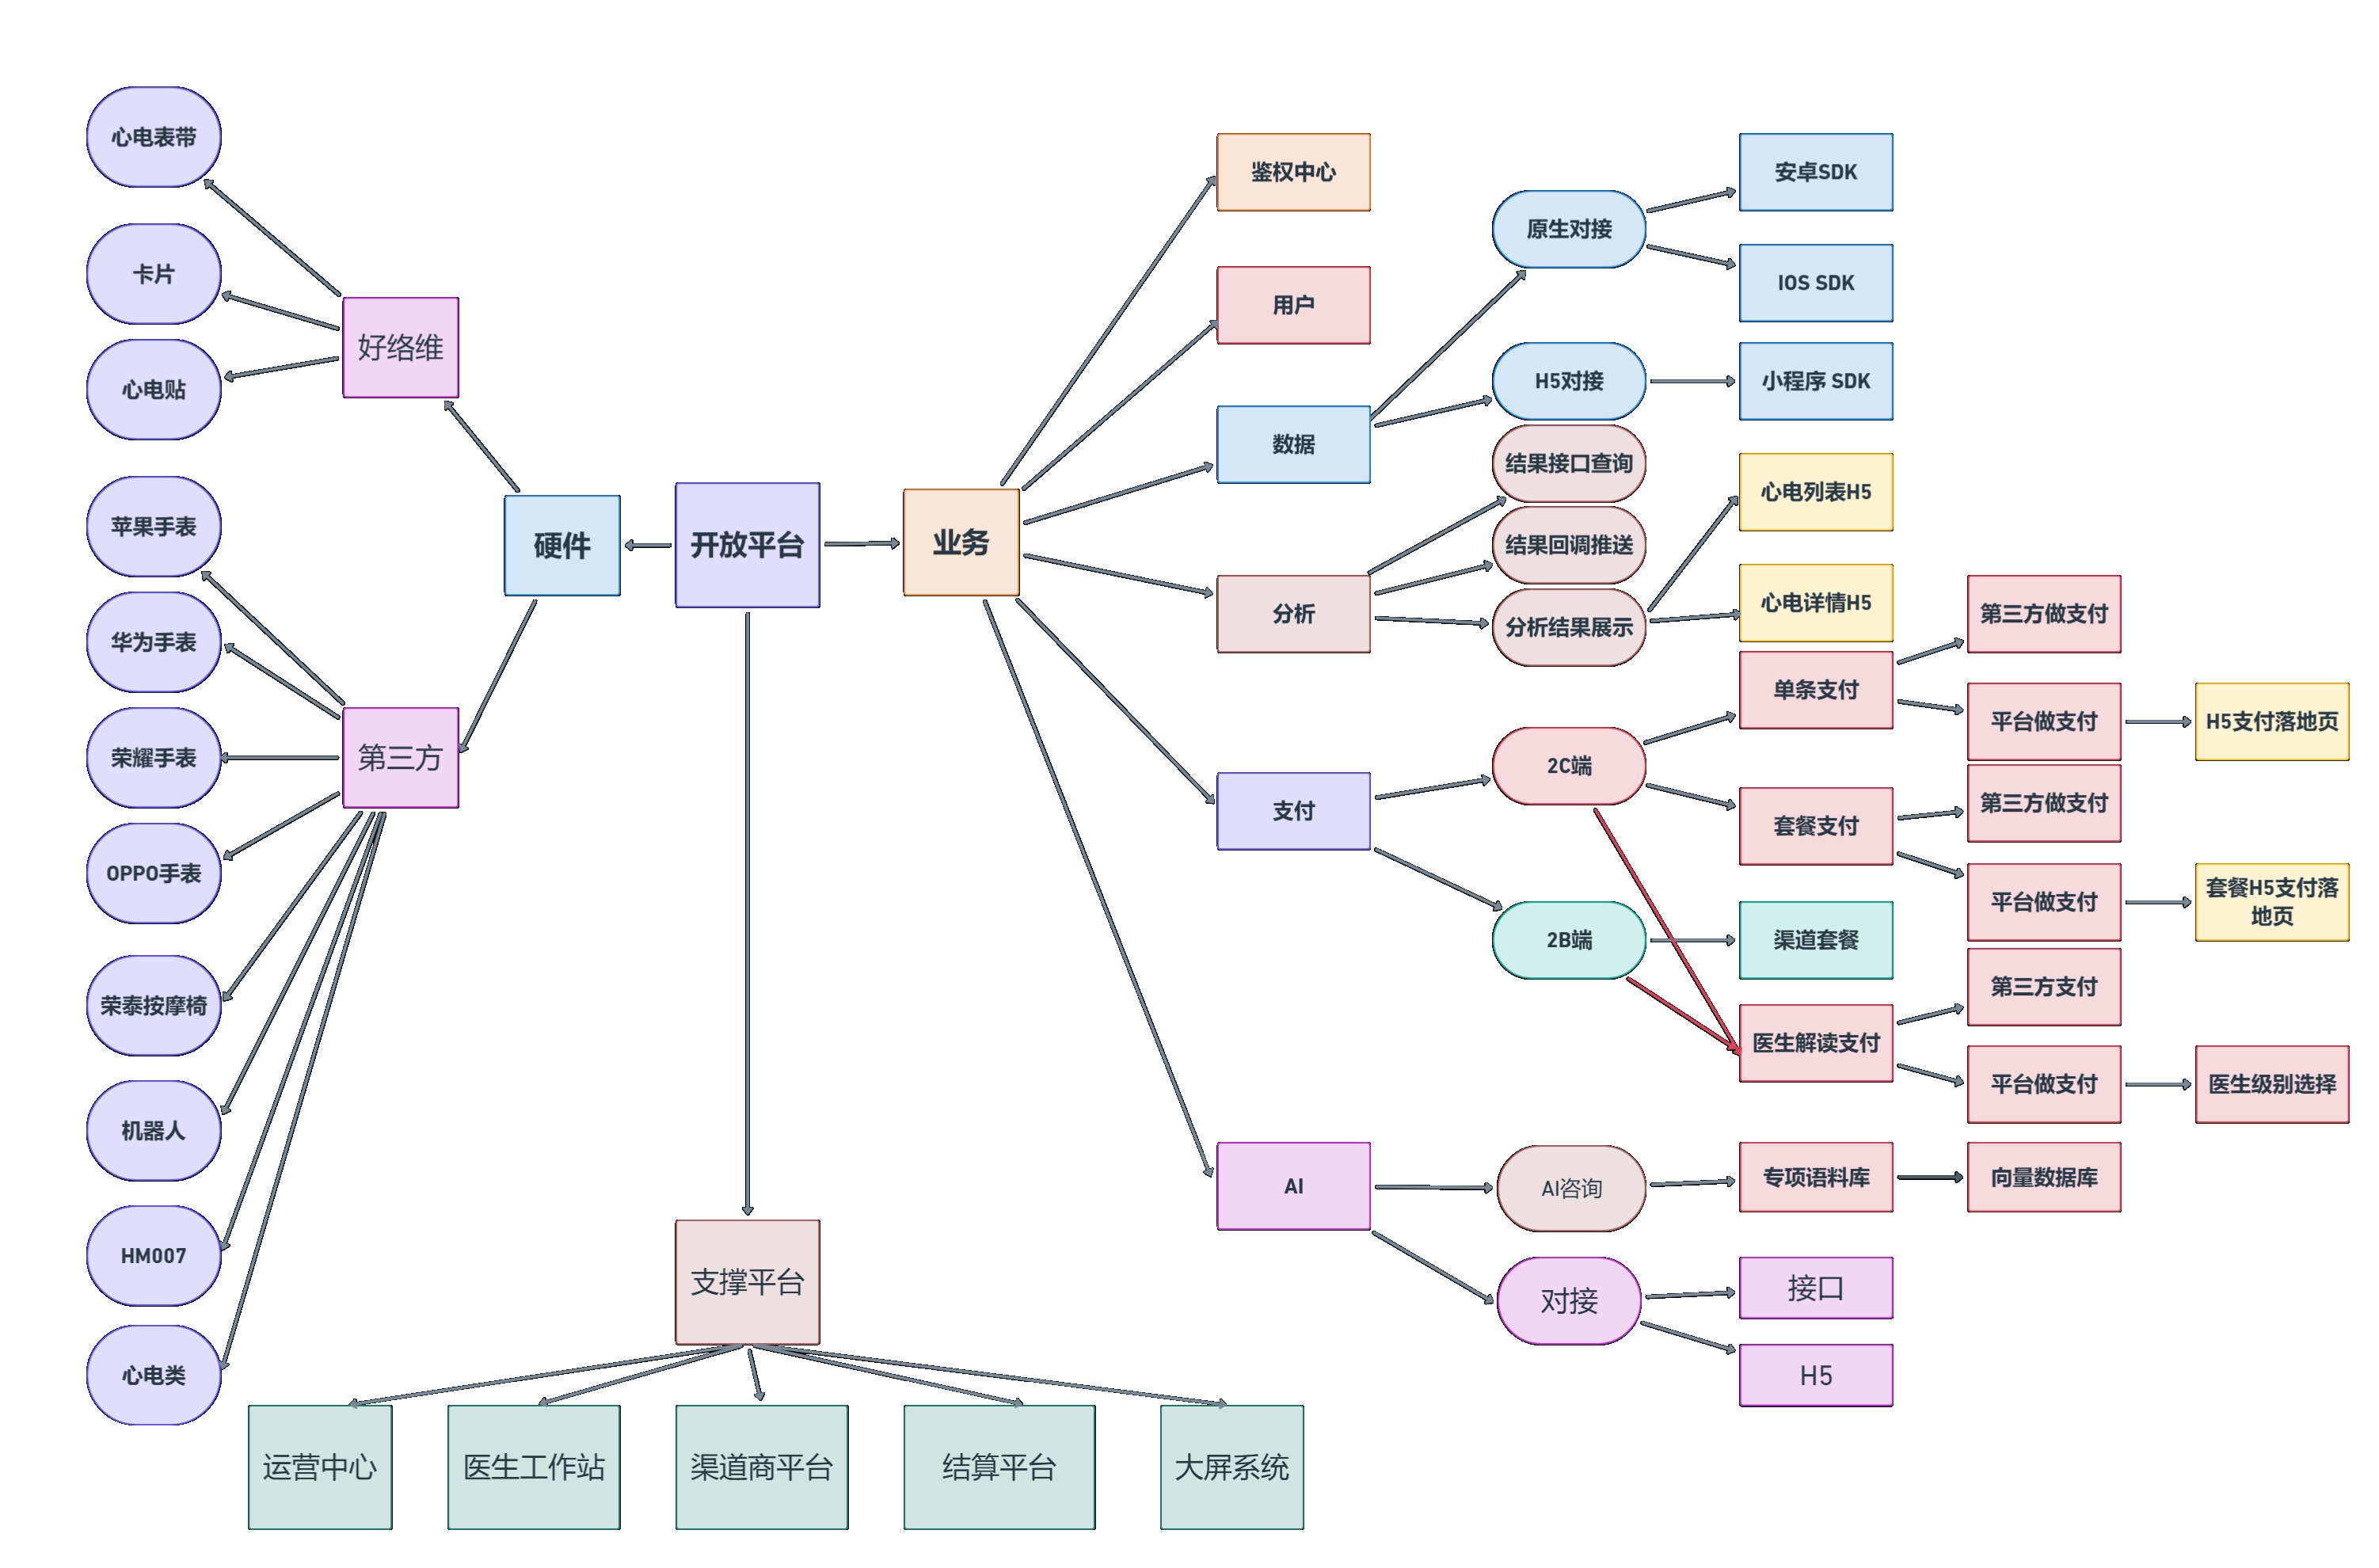 心电表带
卡片
心电贴
苹果手表
华为手表
荣耀手表
OPPO手表
荣泰按摩椅
机器人
HM007
心电类
好络维
第三方
硬件
开放平台
业务
支撑平台
运营中心
医生工作站
渠道商平台
结算平台
大屏系统
鉴权中心
用户
数据
分析
支付
AI
原生对接
H5对接
结果接口查询
结果回调推送
分析结果展示
2C端
2B端
AI咨询
对接
安卓SDK
IOS SDK
小程序 SDK
心电列表H5
心电详情H5
单条支付
套餐支付
渠道套餐
医生解读支付
专项语料库
接口
H5
第三方做支付
平台做支付
第三方做支付
平台做支付
第三方支付
平台做支付
向量数据库
H5支付落地页
套餐H5支付落
地页
医生级别选择